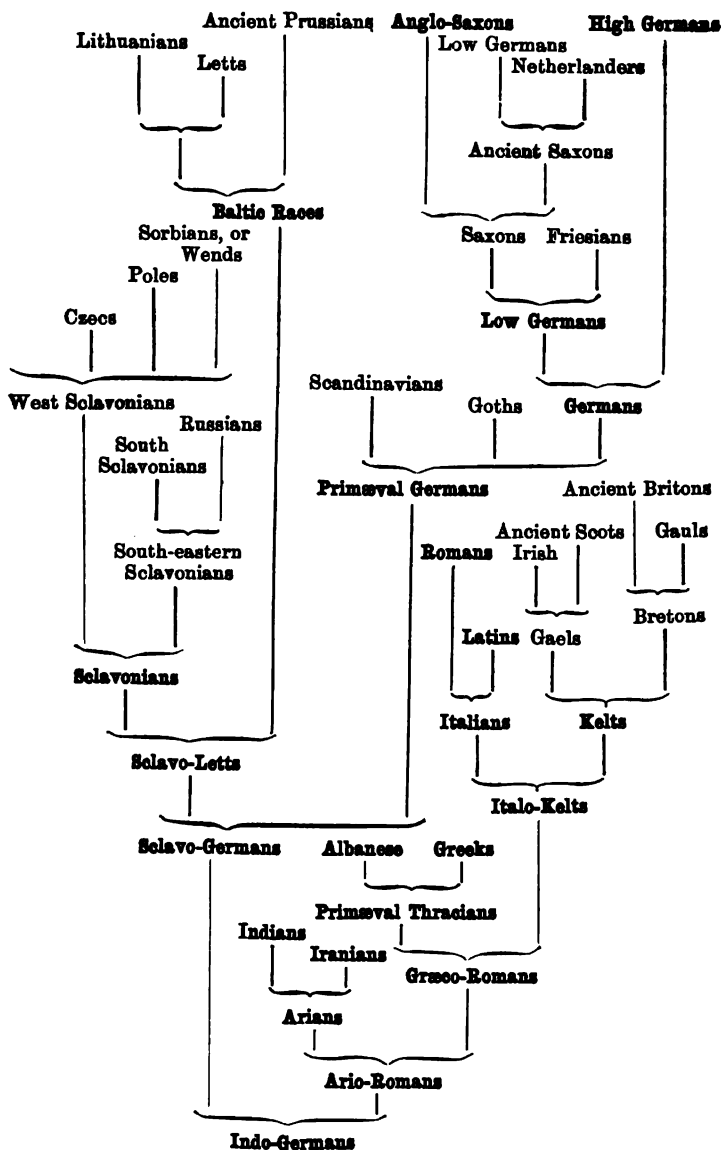 Ancient Prussians
Anglo-Saxons
High Germans
Lithuanians
Low Germans
Letts
Netherlanders
Ancient Saxons
Baltic Races
Sorbians, or
Wends
Saxons
Friesians
Poles
Czecs
Low Germans
West Sclavonians
Scandinavians
Goths
Germans
Russians
South
Sclavonians
Primæval Germans
Ancient Britons
South-eastern
Sclavonians
Romans
Ancient Scots
Irish
Gauls
Bretons
Latins
Gaels
Sclavonians
Italians
Kelts
Sclavo-Letts
Italo-Kelts
Sclavo-Germans
Albanese
Greeks
Primæval Thracians
Indians
Iranians
Græco-Romans
Arians
Ario-Romans
Indo-Germans